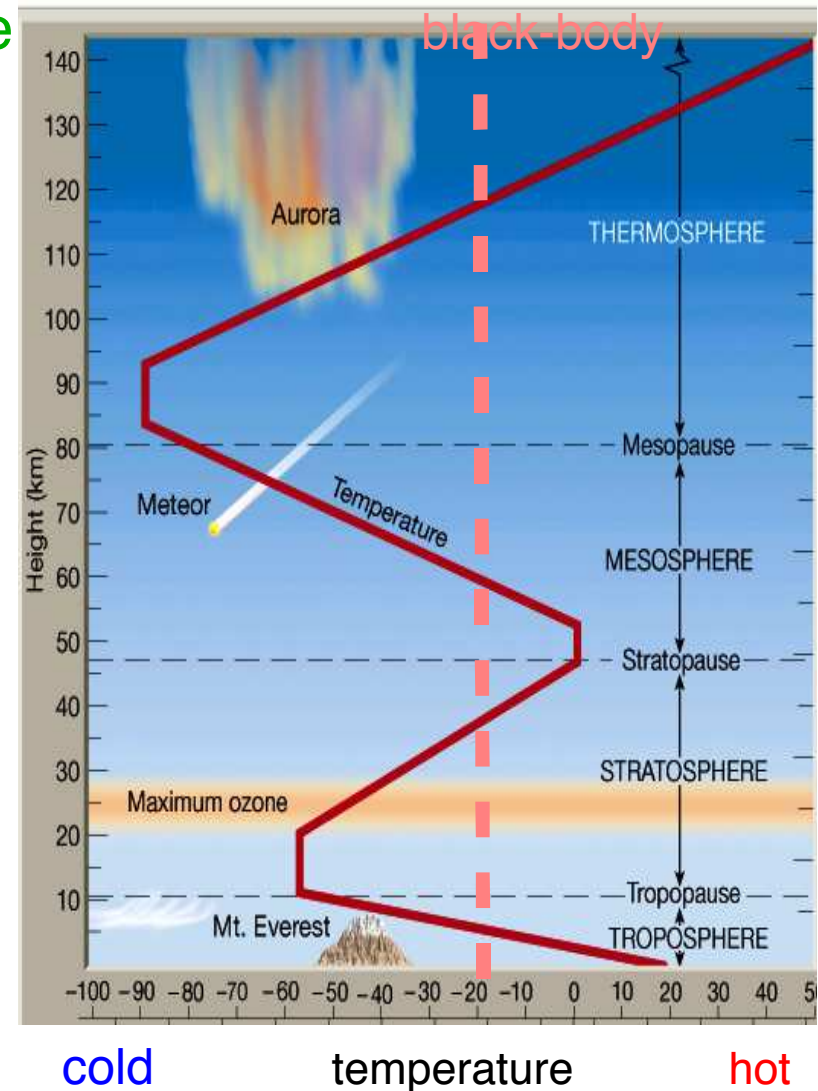 e
black-body
140
130
120
110
100
90
80
70
60
50
40
30
20
10
Height (km)
Aurora
THERMOSPHERE
Mesopause
Meteor
Temperature
MESOSPHERE
Stratopause
STRATOSPHERE
Maximum ozone
Tropopause
Mt. Everest
TROPOSPHERE
-100 -90 -80 -70 -60 -50 -40 -30 -20 -10 0 10 20 30 40 50
cold temperature hot